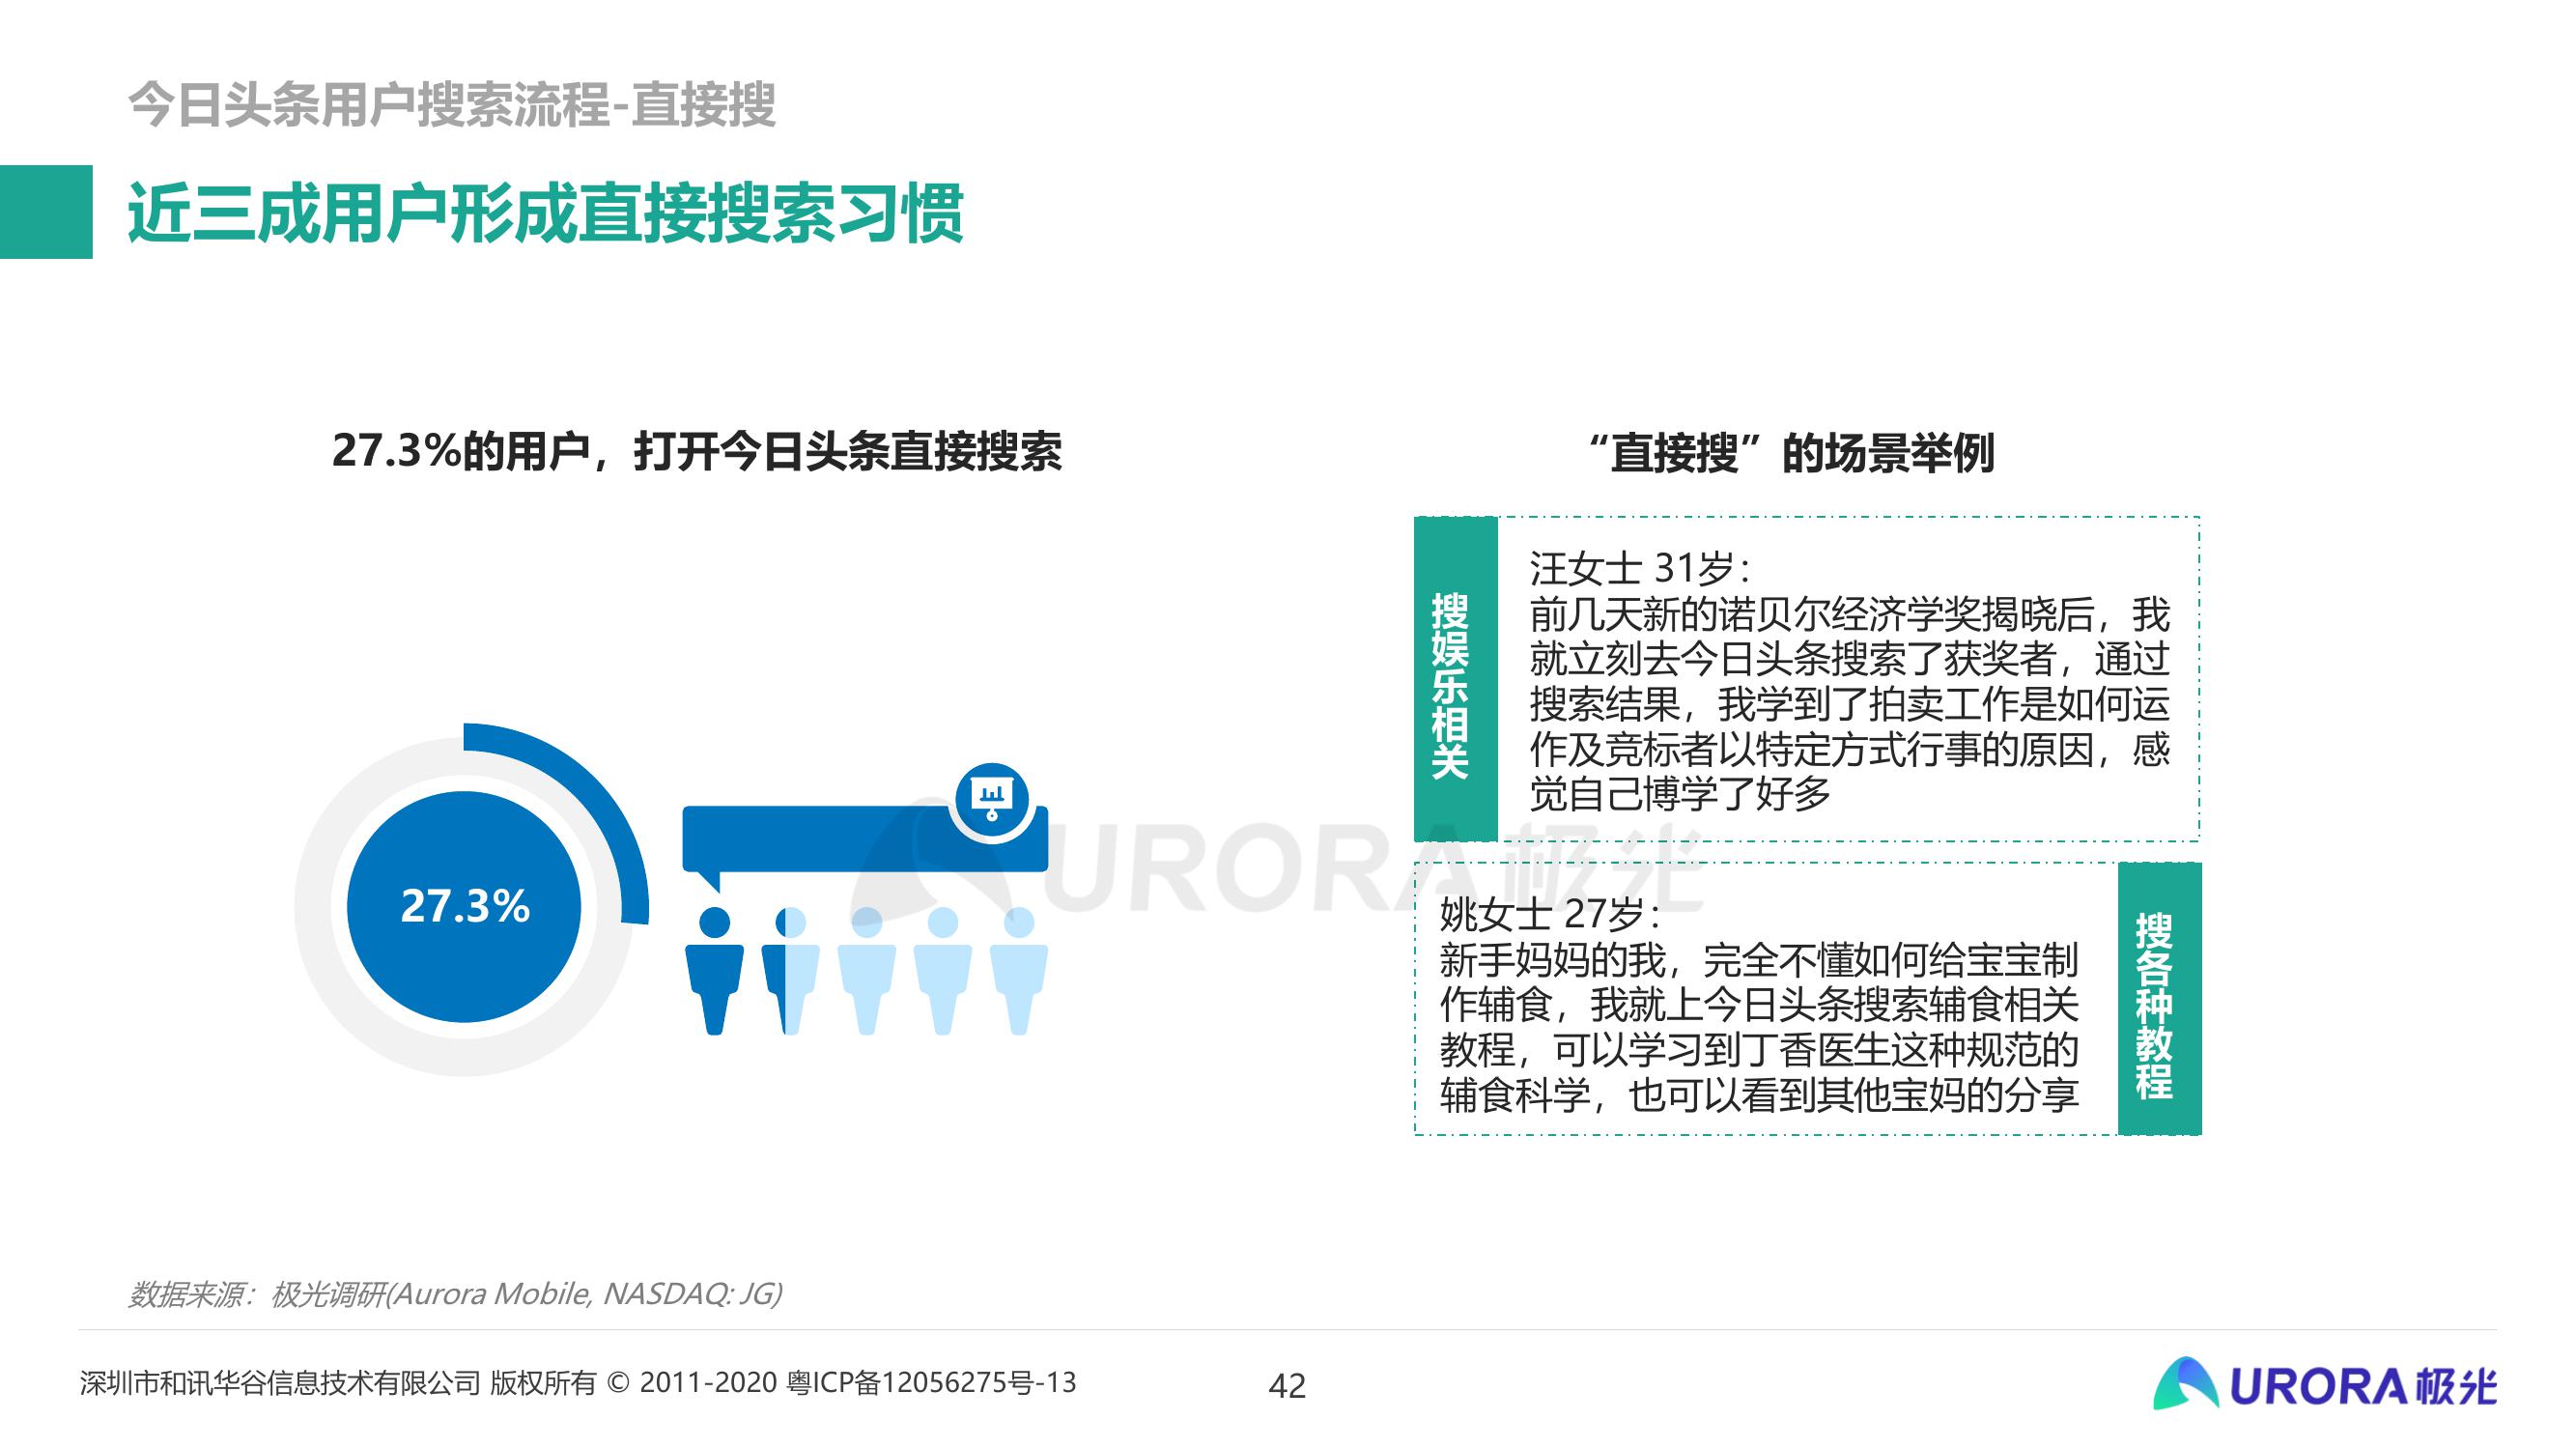 今日头条用户搜索流程-直接搜
近三成用户形成直接搜索习惯
27.3%的用户，打开今日头条直接搜索
27.3%
“直接搜”的场景举例
搜娱乐相关
汪女士 31岁：
前几天新的诺贝尔经济学奖揭晓后，我
就立刻去今日头条搜索了获奖者，通过
搜索结果，我学到了拍卖工作是如何运
作及竞标者以特定方式行事的原因，感
觉自己博学了好多
姚女士 27岁：
新手妈妈的我，完全不懂如何给宝宝制
作辅食，我就上今日头条搜索辅食相关
教程，可以学习到丁香医生这种规范的
辅食科学，也可以看到其他宝妈的分享
搜各种教程
URORA 极光
数据来源：极光调研(Aurora Mobile, NASDAQ: JG)
深圳市和讯华谷信息技术有限公司 版权所有 © 2011-2020 粤ICP备12056275号-13
42
URORA 极光